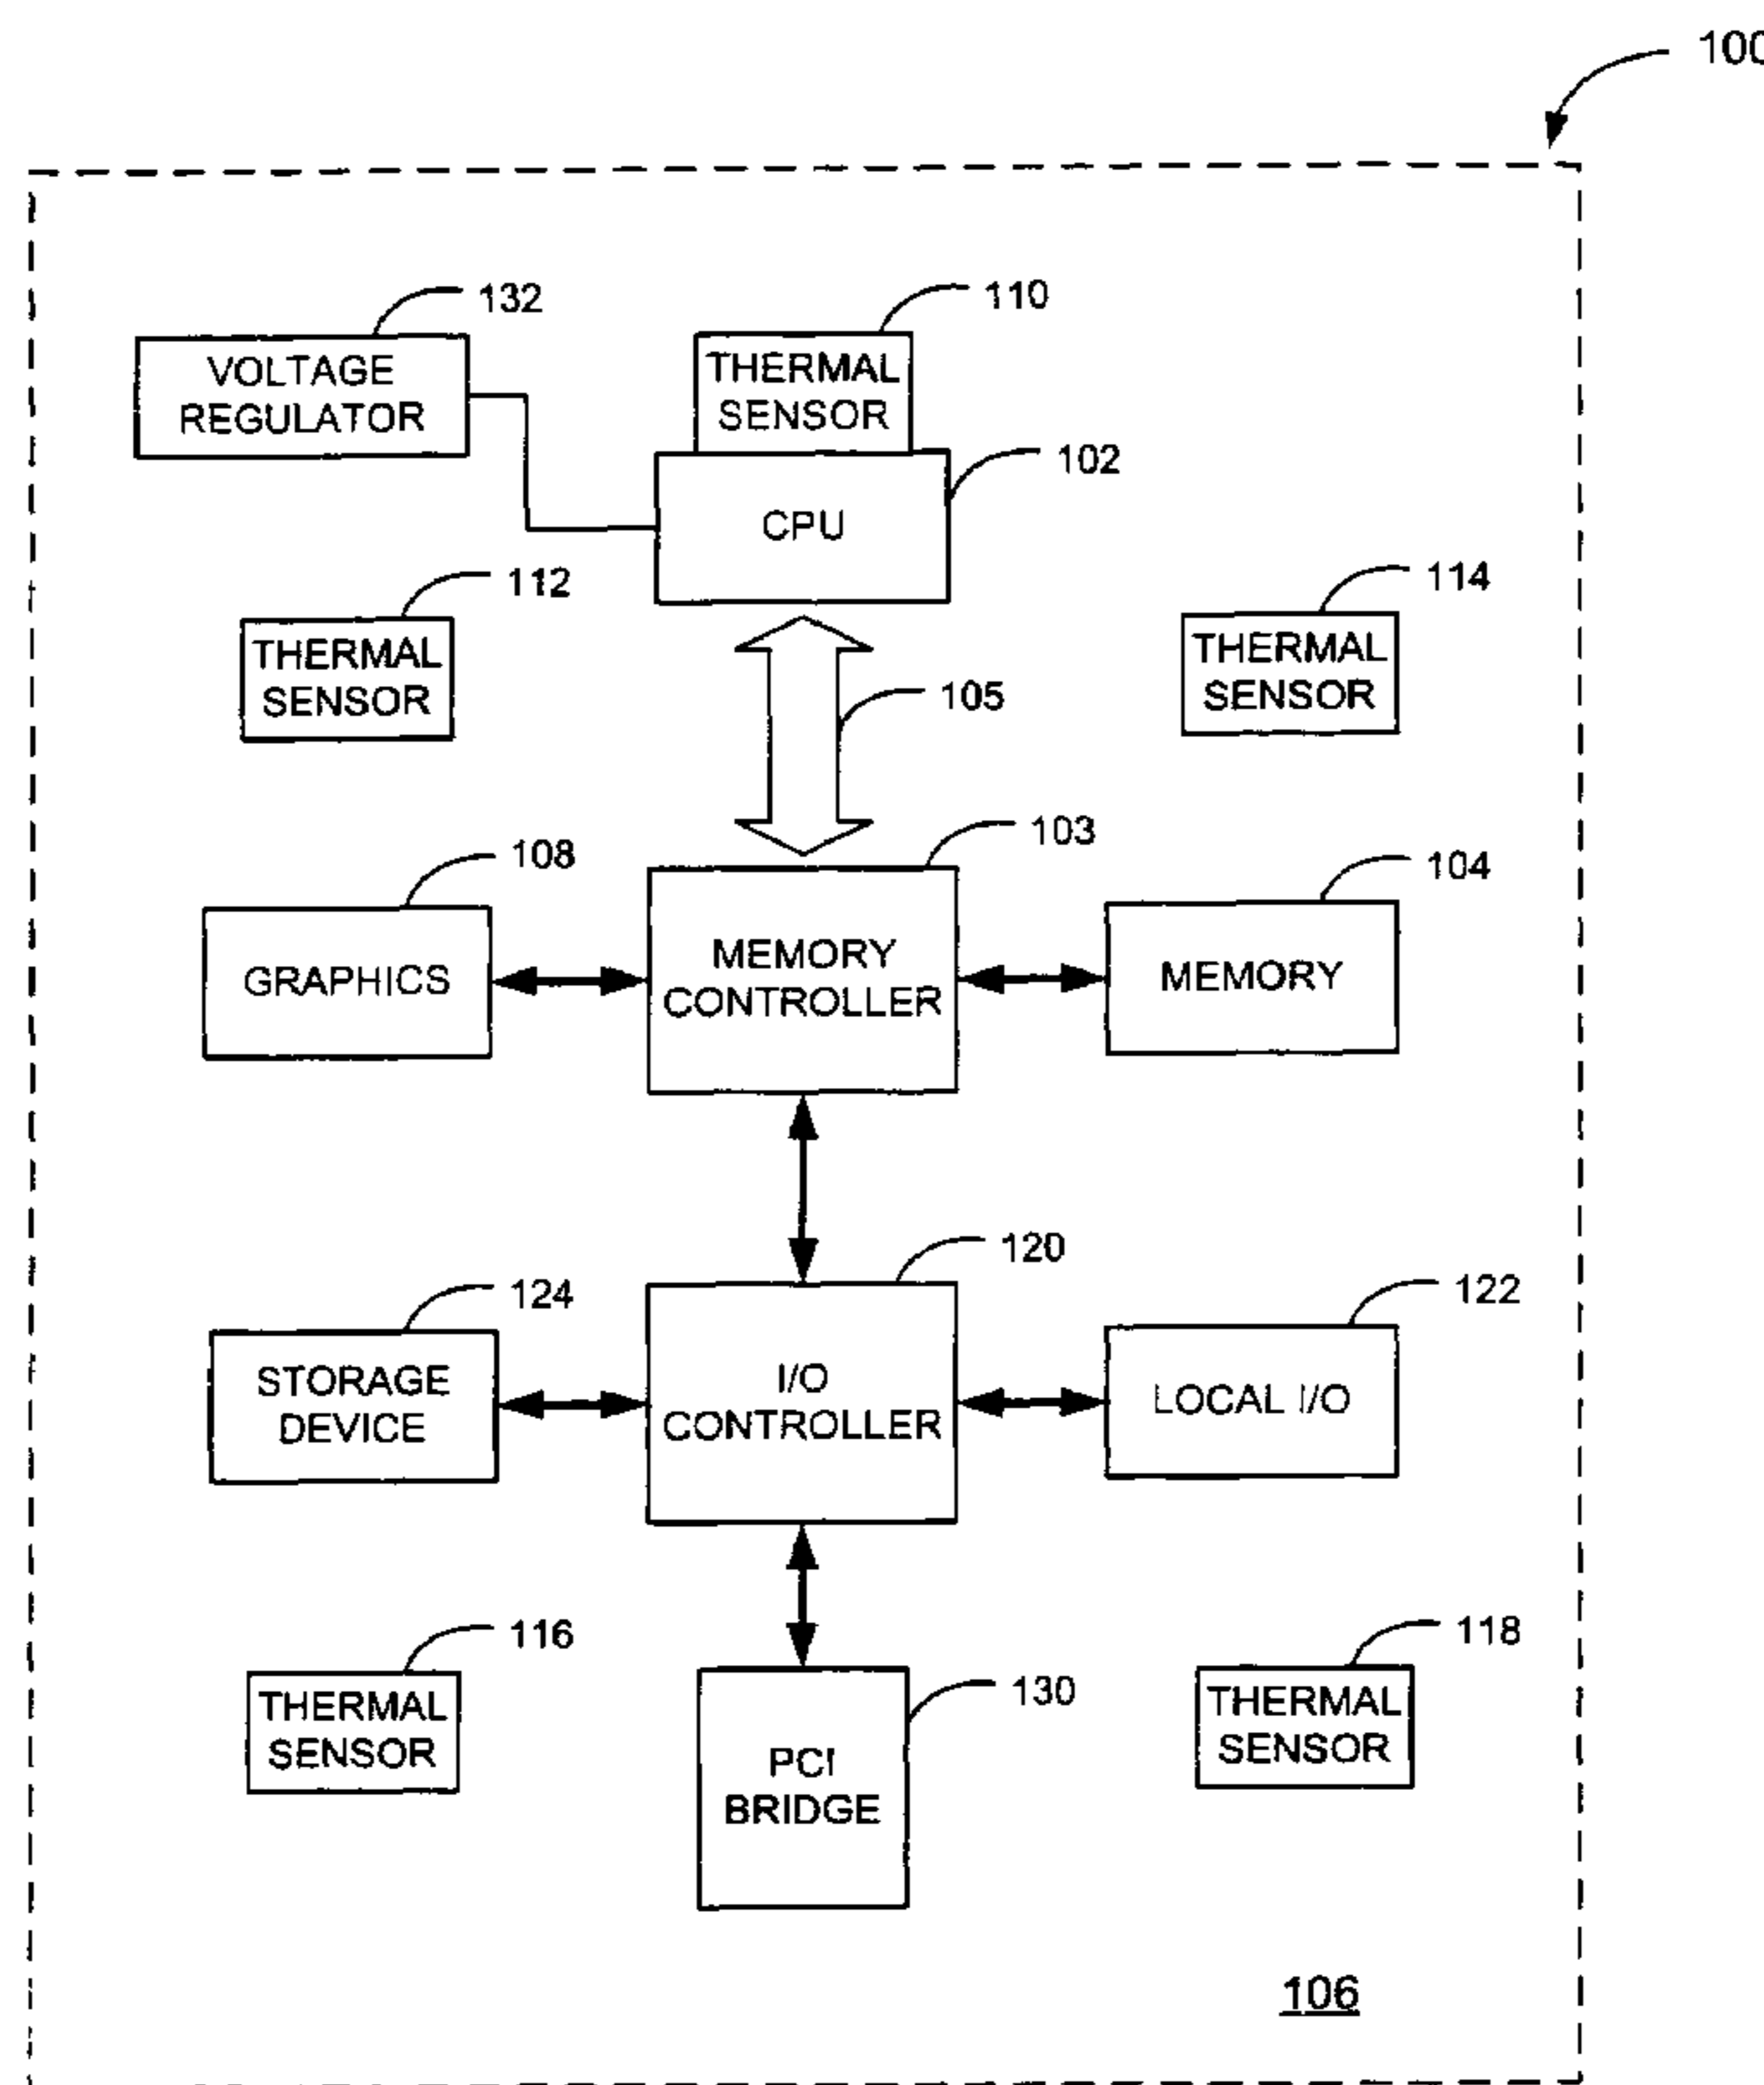 100
132
110
VOLTAGE
REGULATOR
THERMAL
SENSOR
102
CPU
112
114
THERMAL
SENSOR
THERMAL
SENSOR
105
103
108
104
GRAPHICS
MEMORY
CONTROLLER
MEMORY
120
124
122
STORAGE
DEVICE
I/O
CONTROLLER
LOCAL I/O
116
118
THERMAL
SENSOR
130
THERMAL
SENSOR
PCI
BRIDGE
106